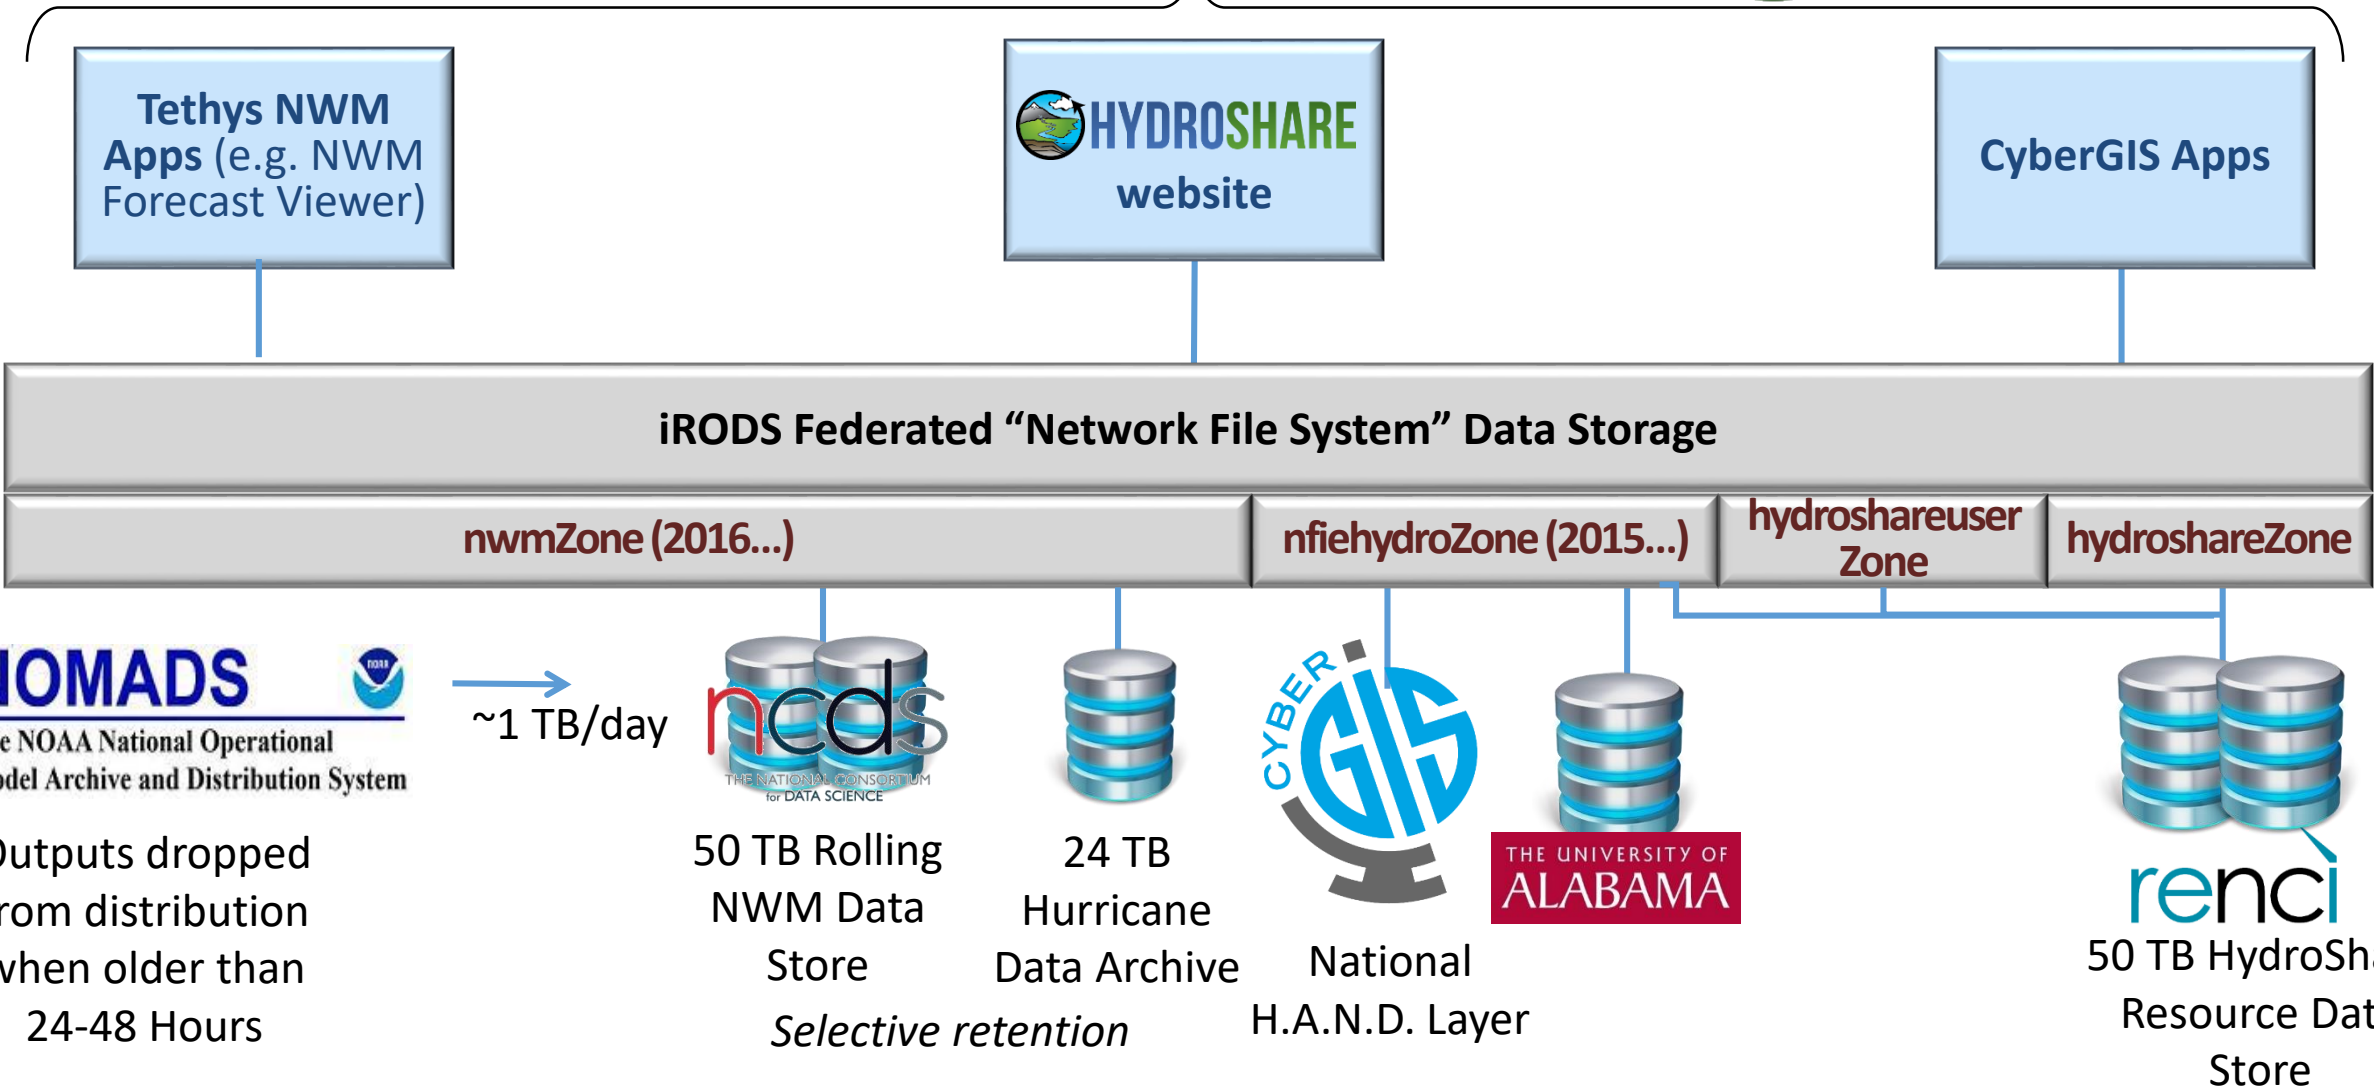 Tethys NWM
Apps (e.g. NWM
Forecast Viewer)
HYDROSHARE
website
CyberGIS Apps
iRODS Federated “Network File System” Data Storage
nwmZone (2016...)
nfiehydroZone (2015...)
hydroshareuser
Zone
hydroshareZone
NOAA
IOMADS
e NOAA National Operational
odel Archive and Distribution System
Outputs dropped
rom distribution
when older than
24-48 Hours
~1 TB/day
ncds
THE NATIONAL CONSORTIUM
for DATA SCIENCE
50 TB Rolling
NWM Data
Store
24 TB
Hurricane
Data Archive
Selective retention
CYBER
GIS
National
H.A.N.D. Layer
THE UNIVERSITY OF
ALABAMA
renci
50 TB HydroSha
Resource Dat
Store